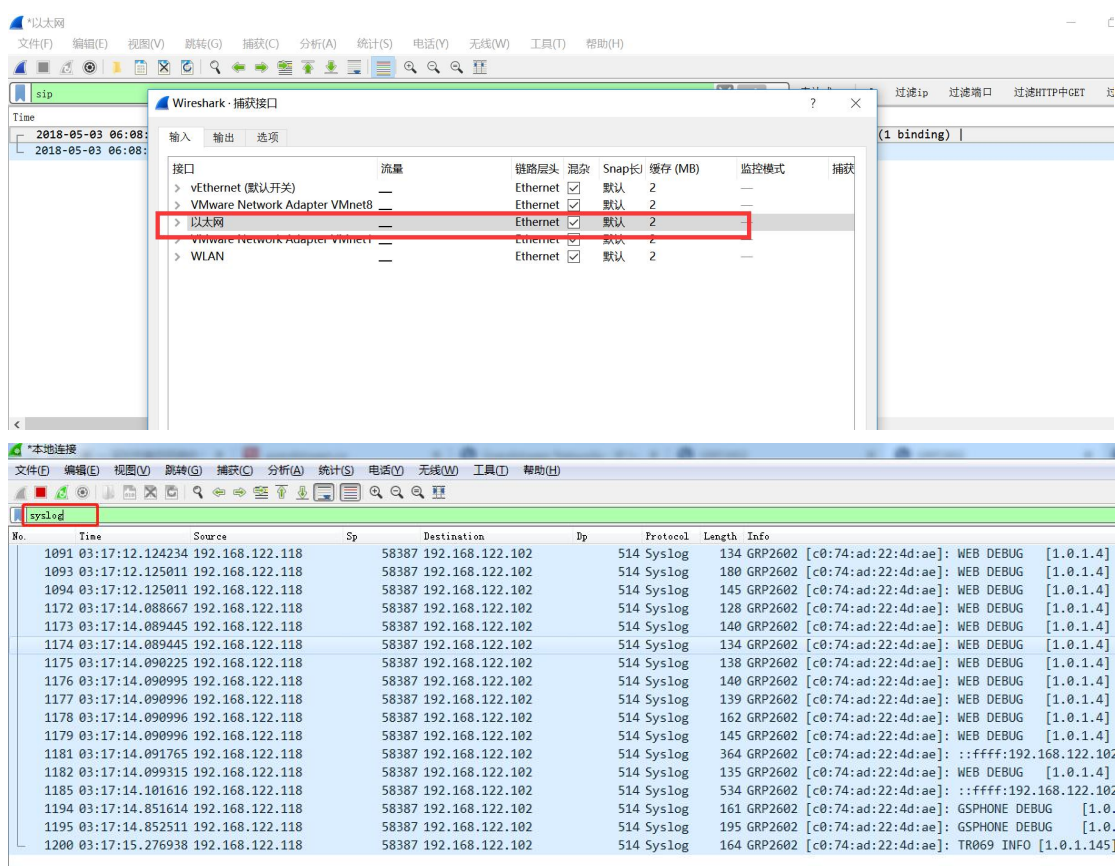 *以太网
文件(F) 编辑(E) 视图(V) 跳转(G) 捕获(C) 分析(A) 统计(S) 电话(Y) 无线(W) 工具(T) 帮助(H)
sip
过滤ip 过滤端口 过滤HTTP中GET
Wireshark · 捕获接口
Time
2018-05-03 06:08: (1 binding) |
2018-05-03 06:08:
输入 输出 选项
接口 流量 链路层头 混杂 Snap长 缓存 (MB) 监控模式 捕获
vEthernet (默认开关) Ethernet 默认 2 —
VMware Network Adapter VMnet8 Ethernet 默认 2 —
以太网 Ethernet 默认 2 —
VMware Network Adapter VMnet1 Ethernet 默认 2 —
WLAN Ethernet 默认 2 —
*本地连接
文件(F) 编辑(E) 视图(V) 跳转(G) 捕获(C) 分析(A) 统计(S) 电话(Y) 无线(W) 工具(T) 帮助(H)
syslog
No. Time Source Sp Destination Dp Protocol Length Info
1091 03:17:12.124234 192.168.122.118 58387 192.168.122.102 514 Syslog 134 GRP2602 [c0:74:ad:22:4d:ae]: WEB DEBUG [1.0.1.4]
1093 03:17:12.125011 192.168.122.118 58387 192.168.122.102 514 Syslog 180 GRP2602 [c0:74:ad:22:4d:ae]: WEB DEBUG [1.0.1.4]
1094 03:17:12.125011 192.168.122.118 58387 192.168.122.102 514 Syslog 145 GRP2602 [c0:74:ad:22:4d:ae]: WEB DEBUG [1.0.1.4]
1172 03:17:14.088667 192.168.122.118 58387 192.168.122.102 514 Syslog 128 GRP2602 [c0:74:ad:22:4d:ae]: WEB DEBUG [1.0.1.4]
1173 03:17:14.089445 192.168.122.118 58387 192.168.122.102 514 Syslog 140 GRP2602 [c0:74:ad:22:4d:ae]: WEB DEBUG [1.0.1.4]
1174 03:17:14.089445 192.168.122.118 58387 192.168.122.102 514 Syslog 134 GRP2602 [c0:74:ad:22:4d:ae]: WEB DEBUG [1.0.1.4]
1175 03:17:14.090225 192.168.122.118 58387 192.168.122.102 514 Syslog 138 GRP2602 [c0:74:ad:22:4d:ae]: WEB DEBUG [1.0.1.4]
1176 03:17:14.090995 192.168.122.118 58387 192.168.122.102 514 Syslog 140 GRP2602 [c0:74:ad:22:4d:ae]: WEB DEBUG [1.0.1.4]
1177 03:17:14.090996 192.168.122.118 58387 192.168.122.102 514 Syslog 139 GRP2602 [c0:74:ad:22:4d:ae]: WEB DEBUG [1.0.1.4]
1178 03:17:14.090996 192.168.122.118 58387 192.168.122.102 514 Syslog 162 GRP2602 [c0:74:ad:22:4d:ae]: WEB DEBUG [1.0.1.4]
1179 03:17:14.090996 192.168.122.118 58387 192.168.122.102 514 Syslog 145 GRP2602 [c0:74:ad:22:4d:ae]: WEB DEBUG [1.0.1.4]
1181 03:17:14.091765 192.168.122.118 58387 192.168.122.102 514 Syslog 364 GRP2602 [c0:74:ad:22:4d:ae]: ::ffff:192.168.122.102
1182 03:17:14.099315 192.168.122.118 58387 192.168.122.102 514 Syslog 135 GRP2602 [c0:74:ad:22:4d:ae]: WEB DEBUG [1.0.1.4]
1185 03:17:14.101616 192.168.122.118 58387 192.168.122.102 514 Syslog 534 GRP2602 [c0:74:ad:22:4d:ae]: ::ffff:192.168.122.102
1194 03:17:14.851614 192.168.122.118 58387 192.168.122.102 514 Syslog 161 GRP2602 [c0:74:ad:22:4d:ae]: GSPHONE DEBUG [1.0.
1195 03:17:14.852511 192.168.122.118 58387 192.168.122.102 514 Syslog 195 GRP2602 [c0:74:ad:22:4d:ae]: GSPHONE DEBUG [1.0.
1200 03:17:15.276938 192.168.122.118 58387 192.168.122.102 514 Syslog 164 GRP2602 [c0:74:ad:22:4d:ae]: TR069 INFO [1.0.1.145]